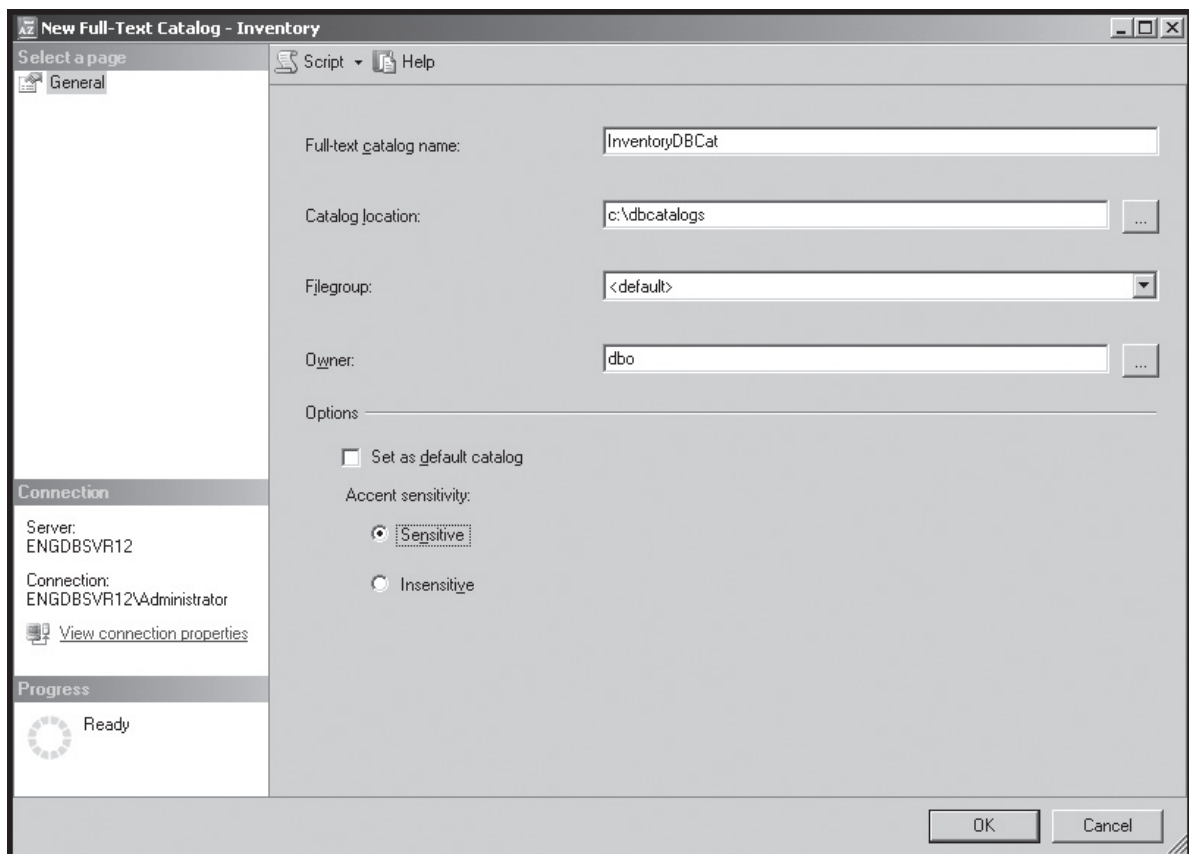 New Full-Text Catalog - Inventory
Select a page
General
Script Help
Full-text catalog name: InventoryDBCat
Catalog location: c:\dbcatalogs ...
Filegroup: <default>
Owner: dbo ...
Options
Set as default catalog
Accent sensitivity:
Sensitive
Insensitive
Connection
Server:
ENGDBSVR12
Connection:
ENGDBSVR12\Administrator
View connection properties
Progress
Ready
OK Cancel